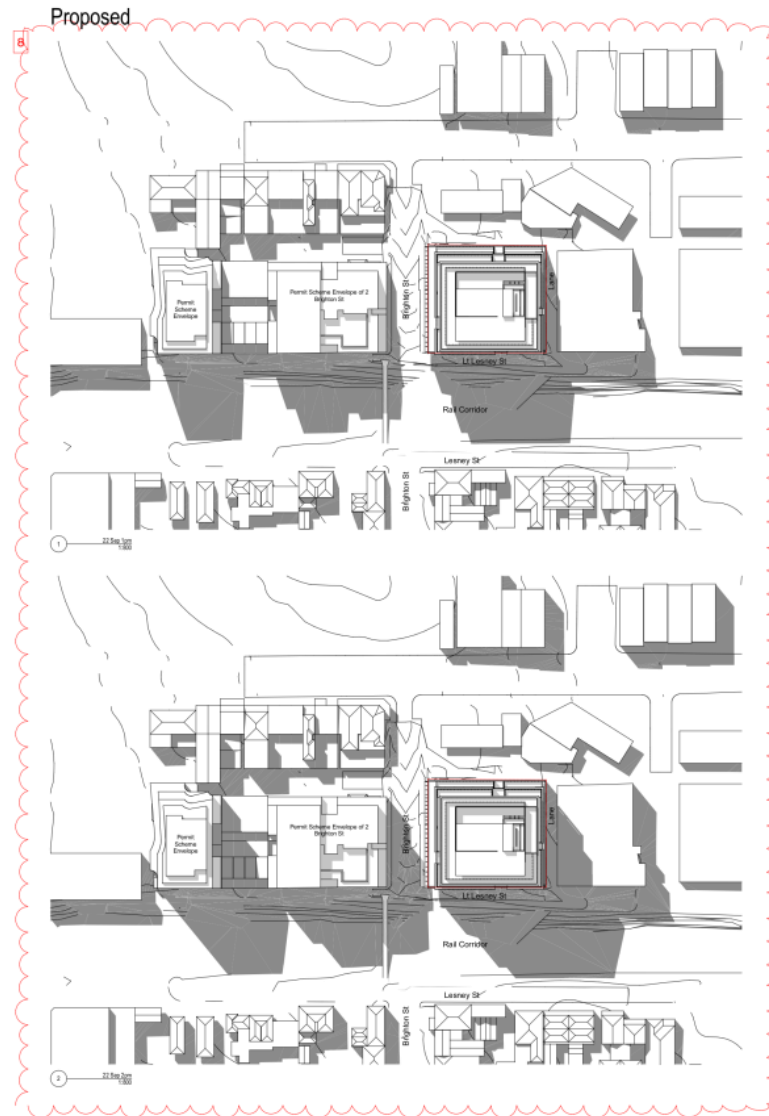 Proposed
8
Permit
Scheme
Envelope
Permit Scheme Envelope of 2
Brighton St
Brighton St
Lane
Lt Lesney St
Rail Corridor
Lesney St
Brighton St
1
22 Sep 1pm
1:500
Permit
Scheme
Envelope
Permit Scheme Envelope of 2
Brighton St
Brighton St
Lane
Lt Lesney St
Rail Corridor
Lesney St
Brighton St
2
22 Sep 2pm
1:500